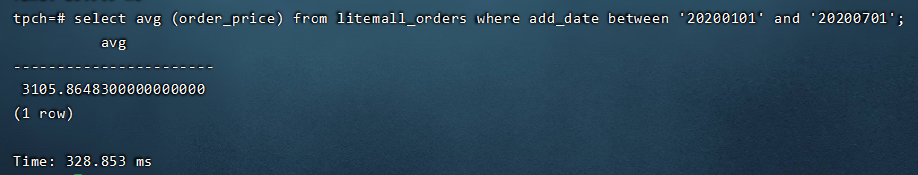 tpch=# select avg (order_price) from litemall_orders where add_date between '20200101' and '20200701';
avg
-----------------------
3105.8648300000000000
(1 row)
Time: 328.853 ms